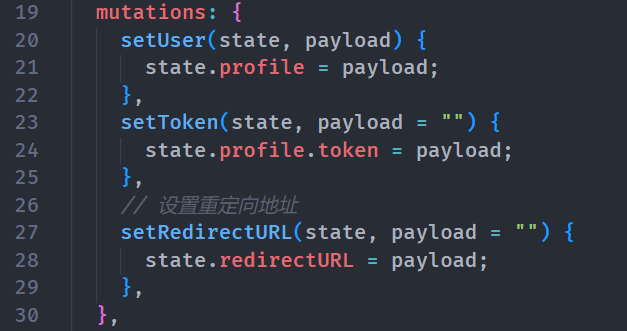 19 mutations: {
20 setUser(state, payload) {
21 state.profile = payload;
22 },
23 setToken(state, payload = "") {
24 state.profile.token = payload;
25 },
26 // 设置重定向地址
27 setRedirectURL(state, payload = "") {
28 state.redirectURL = payload;
29 },
30 },